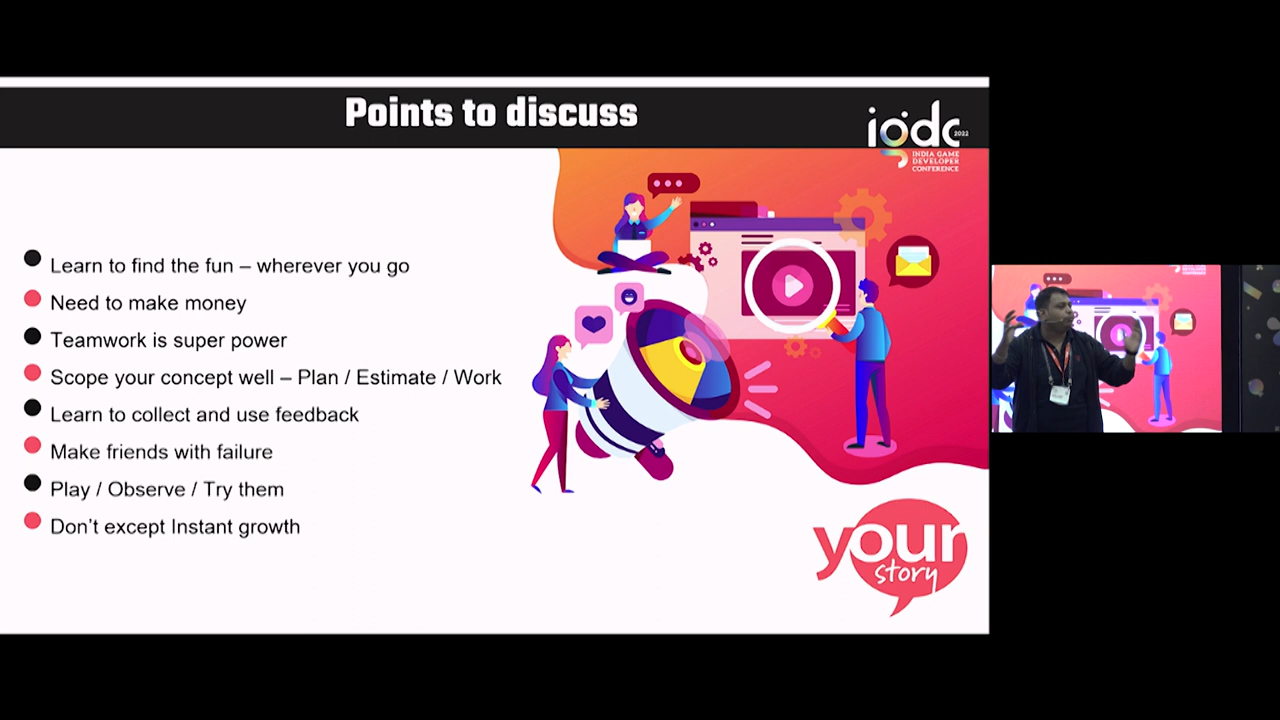 Points to discuss
igdc 2022
INDIA GAME
DEVELOPER
CONFERENCE
Learn to find the fun – wherever you go
Need to make money
Teamwork is super power
Scope your concept well – Plan / Estimate / Work
Learn to collect and use feedback
Make friends with failure
Play / Observe / Try them
Don’t except Instant growth
your
story